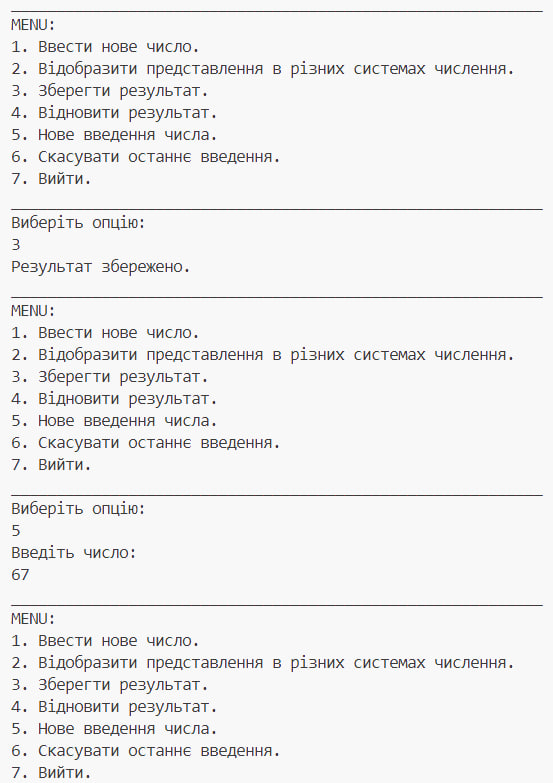 MENU:
1. Ввести нове число.
2. Відобразити представлення в різних системах числення.
3. Зберегти результат.
4. Відновити результат.
5. Нове введення числа.
6. Скасувати останнє введення.
7. Вийти.
Виберіть опцію:
3
Результат збережено.
MENU:
1. Ввести нове число.
2. Відобразити представлення в різних системах числення.
3. Зберегти результат.
4. Відновити результат.
5. Нове введення числа.
6. Скасувати останнє введення.
7. Вийти.
Виберіть опцію:
5
Введіть число:
67
MENU:
1. Ввести нове число.
2. Відобразити представлення в різних системах числення.
3. Зберегти результат.
4. Відновити результат.
5. Нове введення числа.
6. Скасувати останнє введення.
7. Вийти.